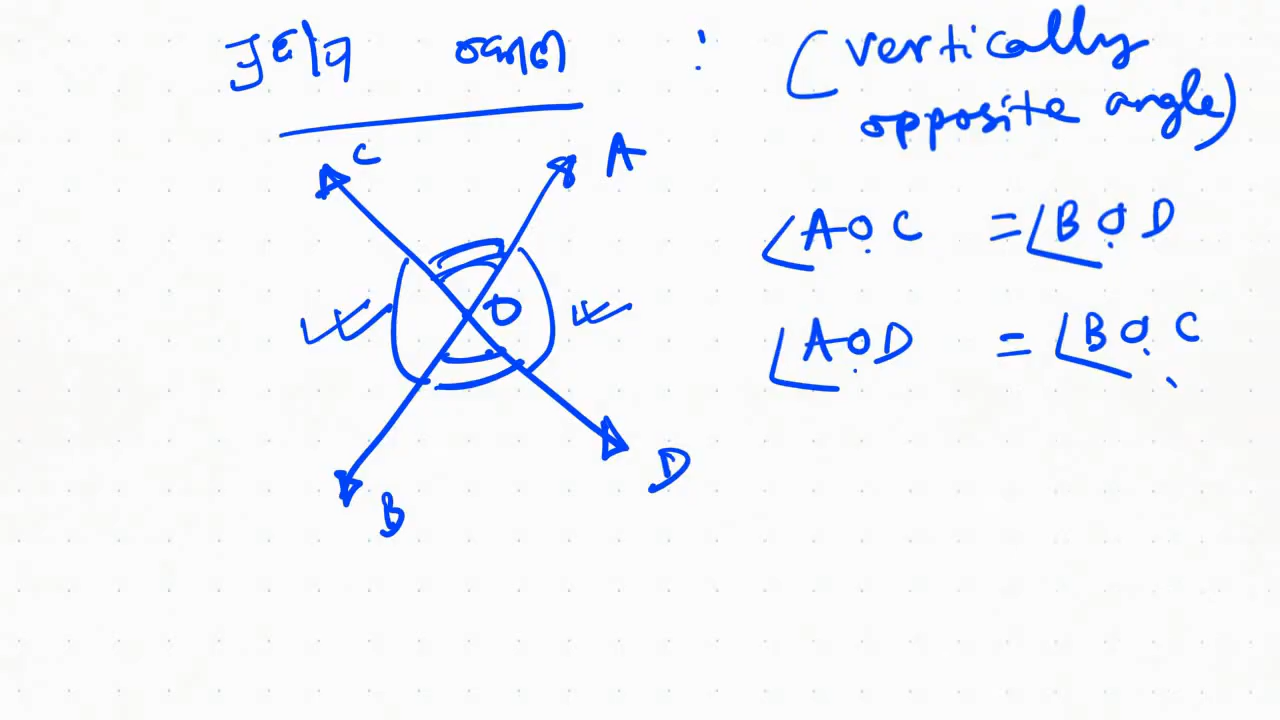 : (vertically
opposite angle)
C
A
∠AOC = ∠BOD
O
∠AOD = ∠BOC
D
B